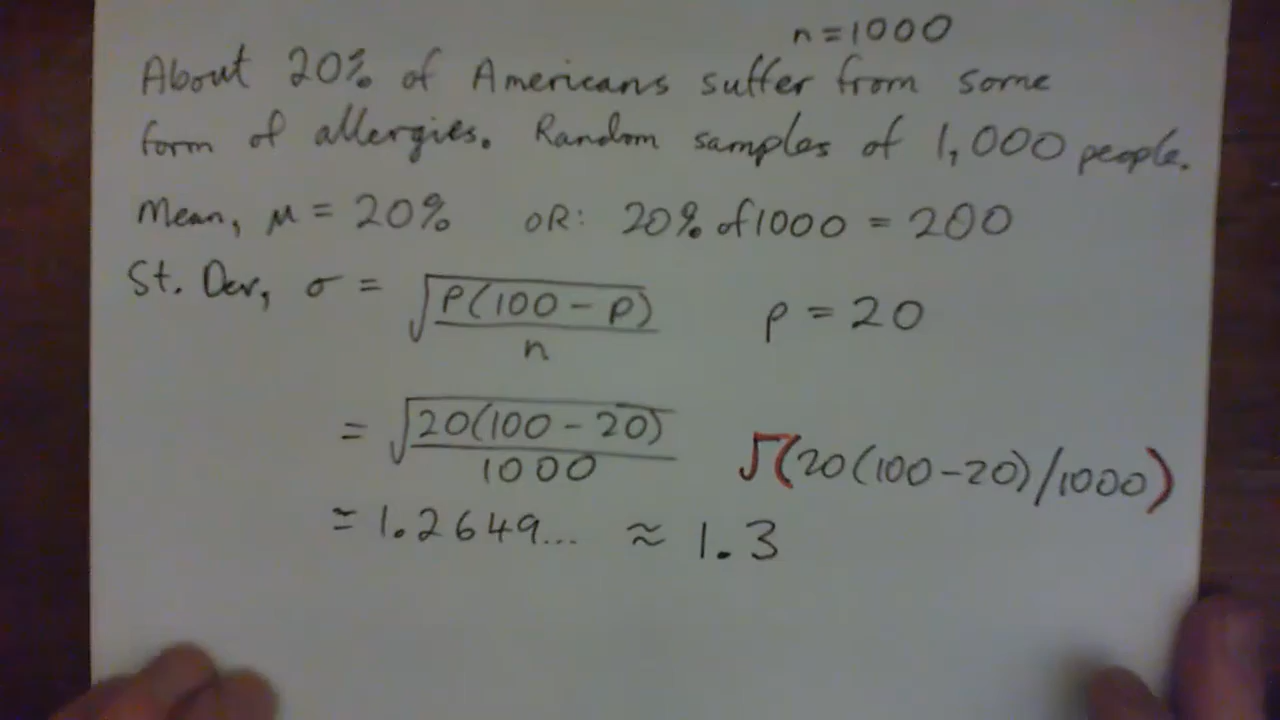 n=1000
About 20% of Americans suffer from some
form of allergies. Random samples of 1,000 people.
Mean, μ = 20% OR: 20% of 1000 = 200
St. Dev, σ = √(P(100-P)/n) P = 20
= √(20(100-20)/1000) √(20(100-20)/1000)
= 1.2649... ≈ 1.3